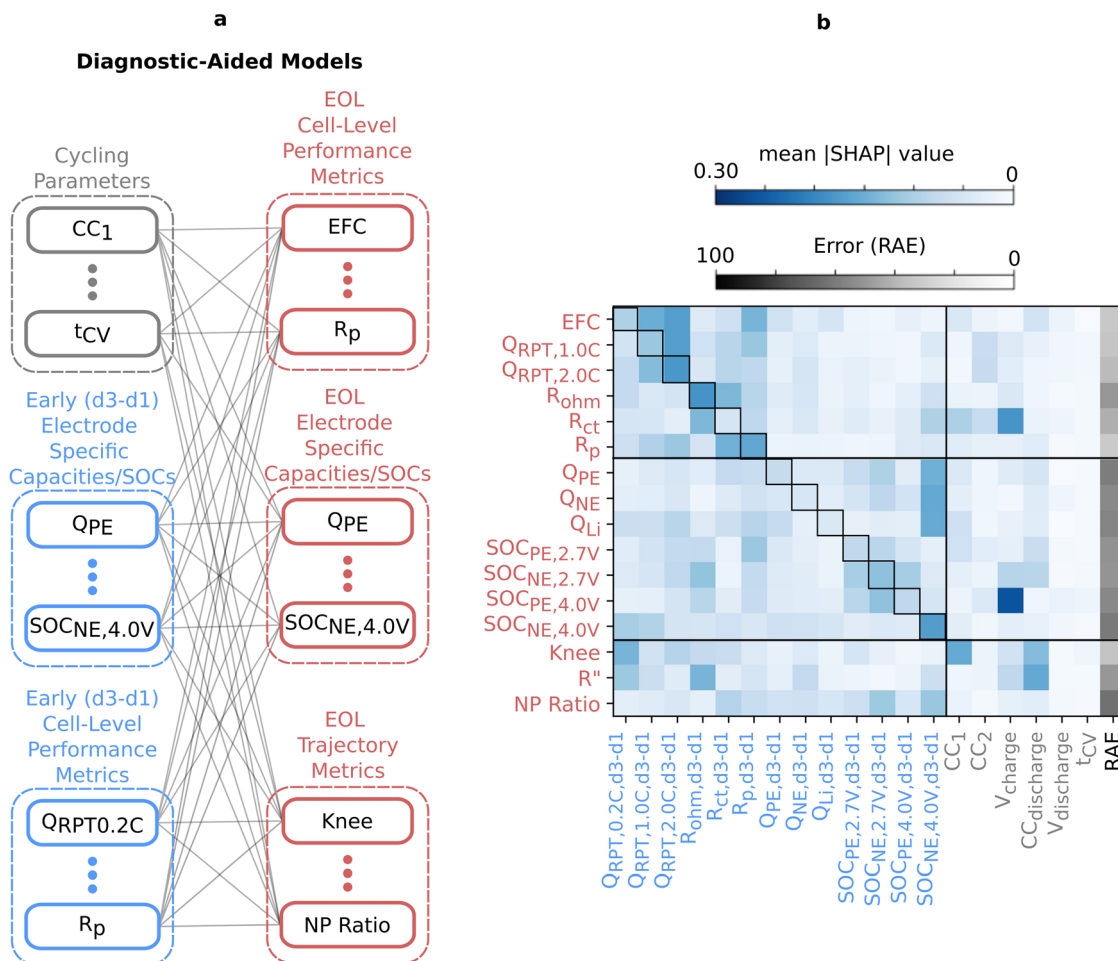 a
Diagnostic-Aided Models
Cycling
Parameters
CC1
tCV
Early (d3-d1)
Electrode
Specific
Capacities/SOCs
QPE
SOCNE,4.0V
Early (d3-d1)
Cell-Level
Performance
Metrics
QRPT0.2C
Rp
EOL
Cell-Level
Performance
Metrics
EFC
Rp
EOL
Electrode
Specific
Capacities/SOCs
QPE
SOCNE,4.0V
EOL
Trajectory
Metrics
Knee
NP Ratio
b
mean |SHAP| value
0.30
0
Error (RAE)
100
0
EFC
QRPT,1.0C
QRPT,2.0C
Rohm
Rct
Rp
QPE
QNE
QLi
SOCPE,2.7V
SOCNE,2.7V
SOCPE,4.0V
SOCNE,4.0V
Knee
R"
NP Ratio
QRPT,0.2C,d3-d1
QRPT,1.0C,d3-d1
QRPT,2.0C,d3-d1
Rohm,d3-d1
Rct,d3-d1
Rp,d3-d1
QPE,d3-d1
QNE,d3-d1
QLi,d3-d1
SOCPE,2.7V,d3-d1
SOCNE,2.7V,d3-d1
SOCPE,4.0V,d3-d1
SOCNE,4.0V,d3-d1
CC1
CC2
Vcharge
CCdischarge
Vdischarge
tCV
RAE